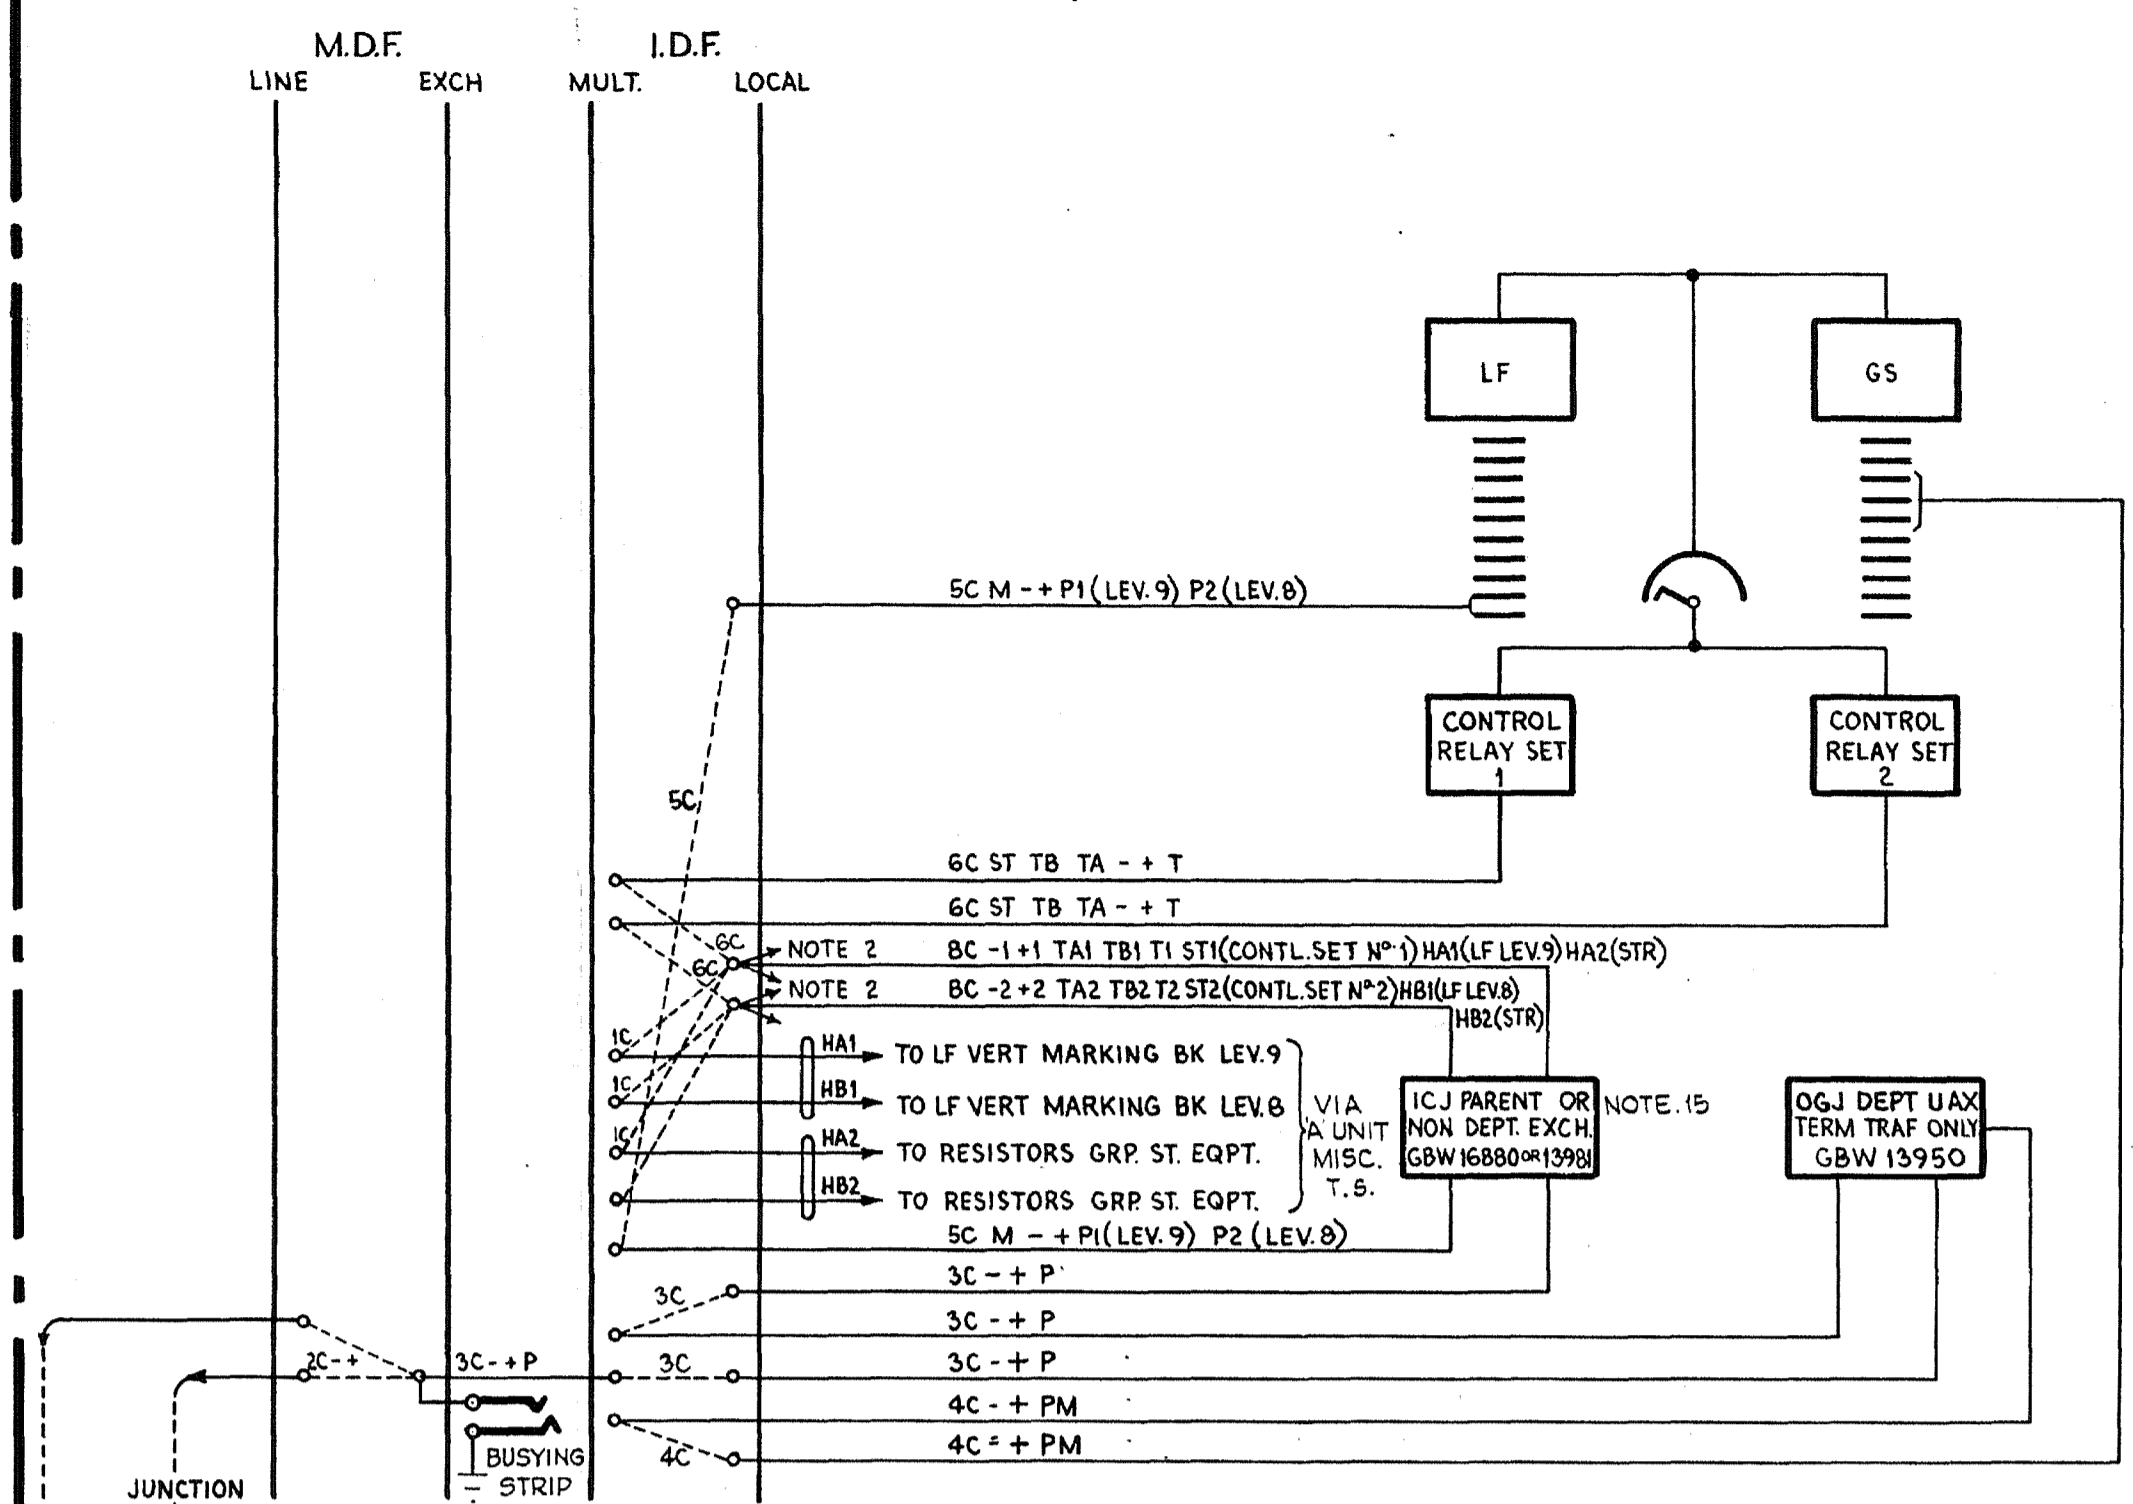 M.D.F. I.D.F.
LINE EXCH MULT. LOCAL
LF GS
5C M - + P1 (LEV. 9) P2 (LEV. 8)
CONTROL
RELAY SET
1
CONTROL
RELAY SET
2
5C
6C ST TB TA - + T
6C ST TB TA - + T
6C
NOTE 2 8C -1 +1 TA1 TB1 T1 ST1(CONTL.SET Nº 1) HA1(LF LEV.9) HA2(STR)
6C
NOTE 2 8C -2 +2 TA2 TB2 T2 ST2(CONTL.SET Nº 2) HB1(LF LEV.8)
HB2(STR)
1C HA1 TO LF VERT MARKING BK LEV.9
1C HB1 TO LF VERT MARKING BK LEV.8
1C HA2 TO RESISTORS GRP. ST. EQPT.
HB2 TO RESISTORS GRP. ST. EQPT.
VIA
'A' UNIT
MISC.
T.S.
ICJ PARENT OR
NON DEPT. EXCH.
GBW 16880 OR 13981
NOTE. 15
OGJ DEPT UAX
TERM TRAF ONLY
GBW 13950
5C M - + P1 (LEV. 9) P2 (LEV. 8)
3C - + P
3C
3C - + P
2C - + 3C - + P 3C 3C - + P
4C - + PM
4C = + PM
4C
BUSYING
STRIP
JUNCTION